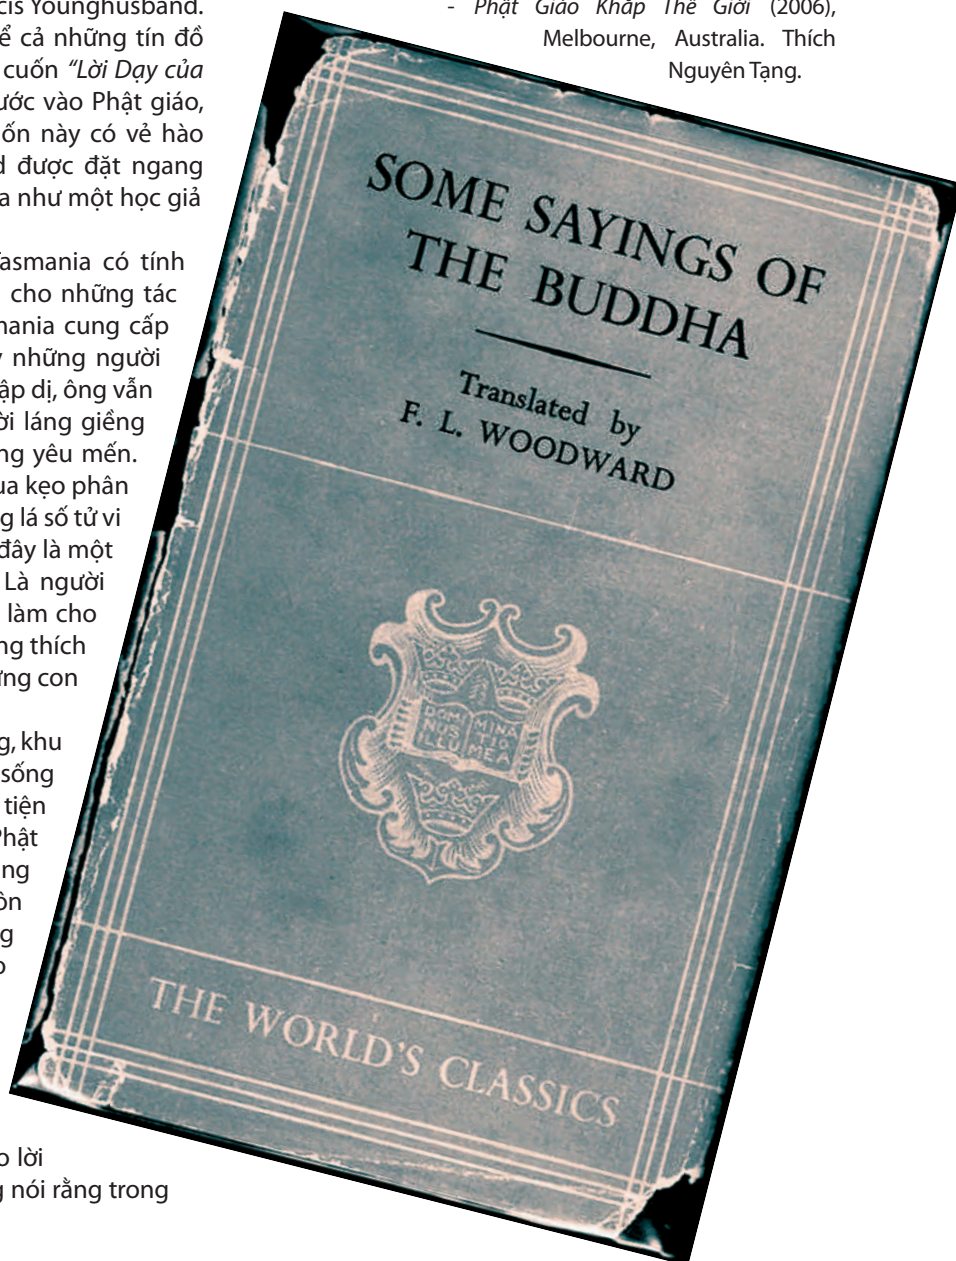 cis Younghusband.
ể cả những tín đồ
cuốn “Lời Dạy của
ước vào Phật giáo,
ốn này có vẻ hào
d được đặt ngang
a như một học giả
Tasmania có tính
cho những tác
mania cung cấp
y những người
ập dị, ông vẫn
ời láng giềng
ng yêu mến.
ua kẹo phân
g lá số tử vi
đây là một
Là người
làm cho
ng thích
ững con
g, khu
sống
tiện
Phật
ng
ôn
g
o lời
g nói rằng trong
- Phật Giáo Khắp Thế Giới (2006),
Melbourne, Australia. Thích
Nguyên Tạng.
SOME SAYINGS OF
THE BUDDHA
Translated by
F. L. WOODWARD
DOMI MINA
NUS TIO
ILLU MEA
THE WORLD'S CLASSICS